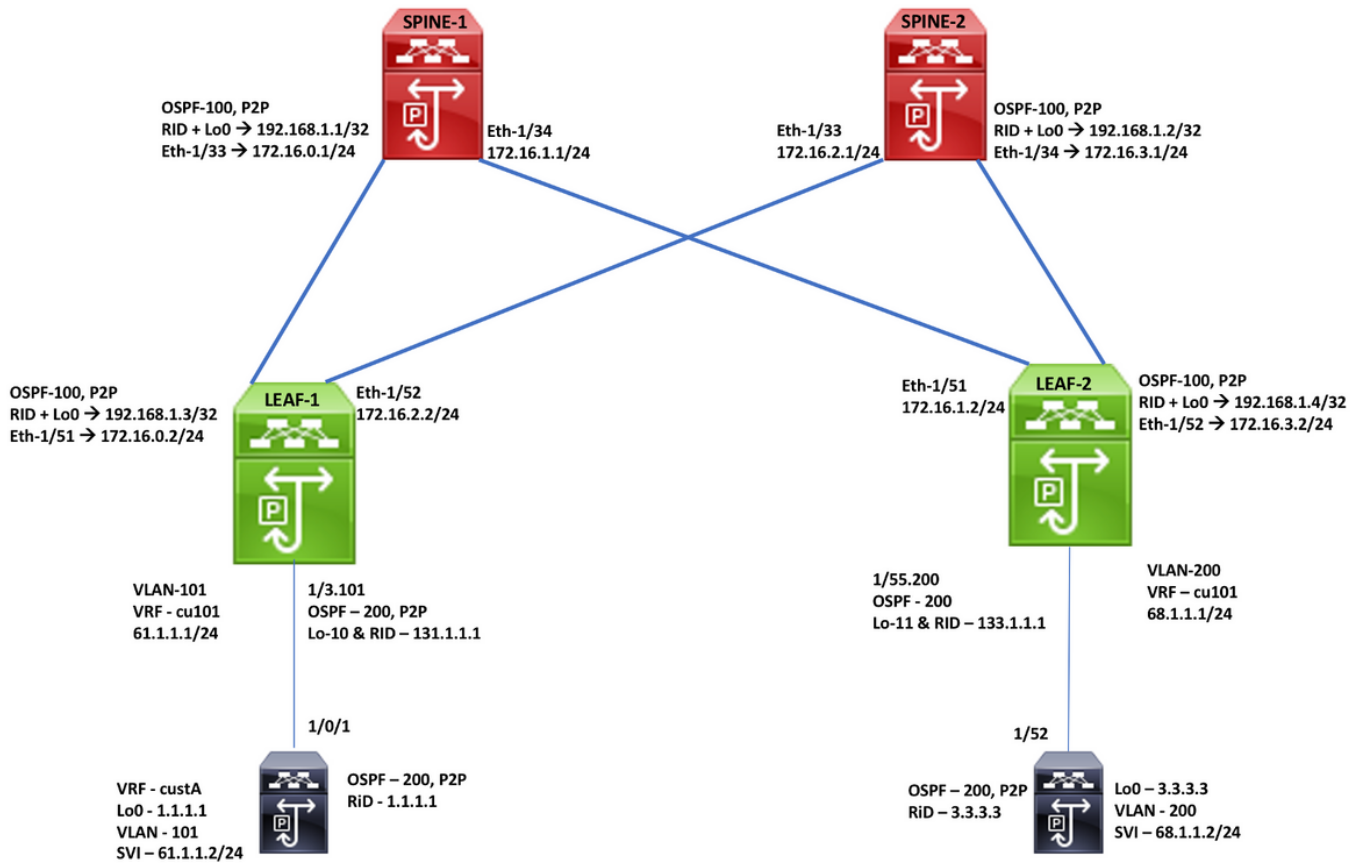 SPINE-1
SPINE-2
OSPF-100, P2P
RID + Lo0 → 192.168.1.1/32
Eth-1/33 → 172.16.0.1/24
P
Eth-1/34
172.16.1.1/24
Eth-1/33
172.16.2.1/24
P
OSPF-100, P2P
RID + Lo0 → 192.168.1.2/32
Eth-1/34 → 172.16.3.1/24
OSPF-100, P2P
RID + Lo0 → 192.168.1.3/32
Eth-1/51 → 172.16.0.2/24
LEAF-1
P
Eth-1/52
172.16.2.2/24
Eth-1/51
172.16.1.2/24
LEAF-2
P
OSPF-100, P2P
RID + Lo0 → 192.168.1.4/32
Eth-1/52 → 172.16.3.2/24
VLAN-101
VRF - cu101
61.1.1.1/24
1/3.101
OSPF – 200, P2P
Lo-10 & RID – 131.1.1.1
1/55.200
OSPF - 200
Lo-11 & RID – 133.1.1.1
VLAN-200
VRF – cu101
68.1.1.1/24
1/0/1
1/52
VRF - custA
Lo0 - 1.1.1.1
VLAN - 101
SVI – 61.1.1.2/24
P
OSPF – 200, P2P
RiD - 1.1.1.1
OSPF – 200, P2P
RiD - 3.3.3.3
P
Lo0 – 3.3.3.3
VLAN - 200
SVI – 68.1.1.2/24